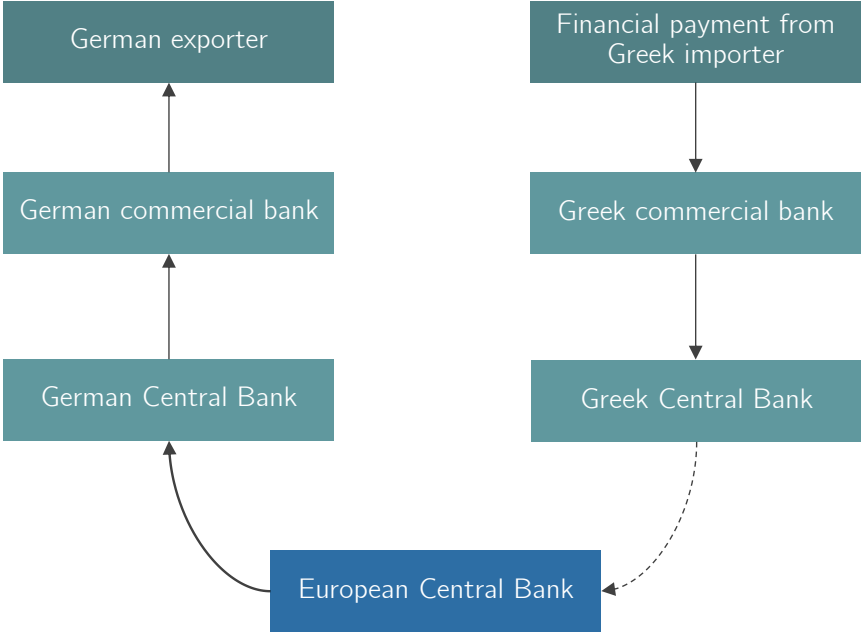 German exporter
Financial payment from
Greek importer
German commercial bank
Greek commercial bank
German Central Bank
Greek Central Bank
European Central Bank